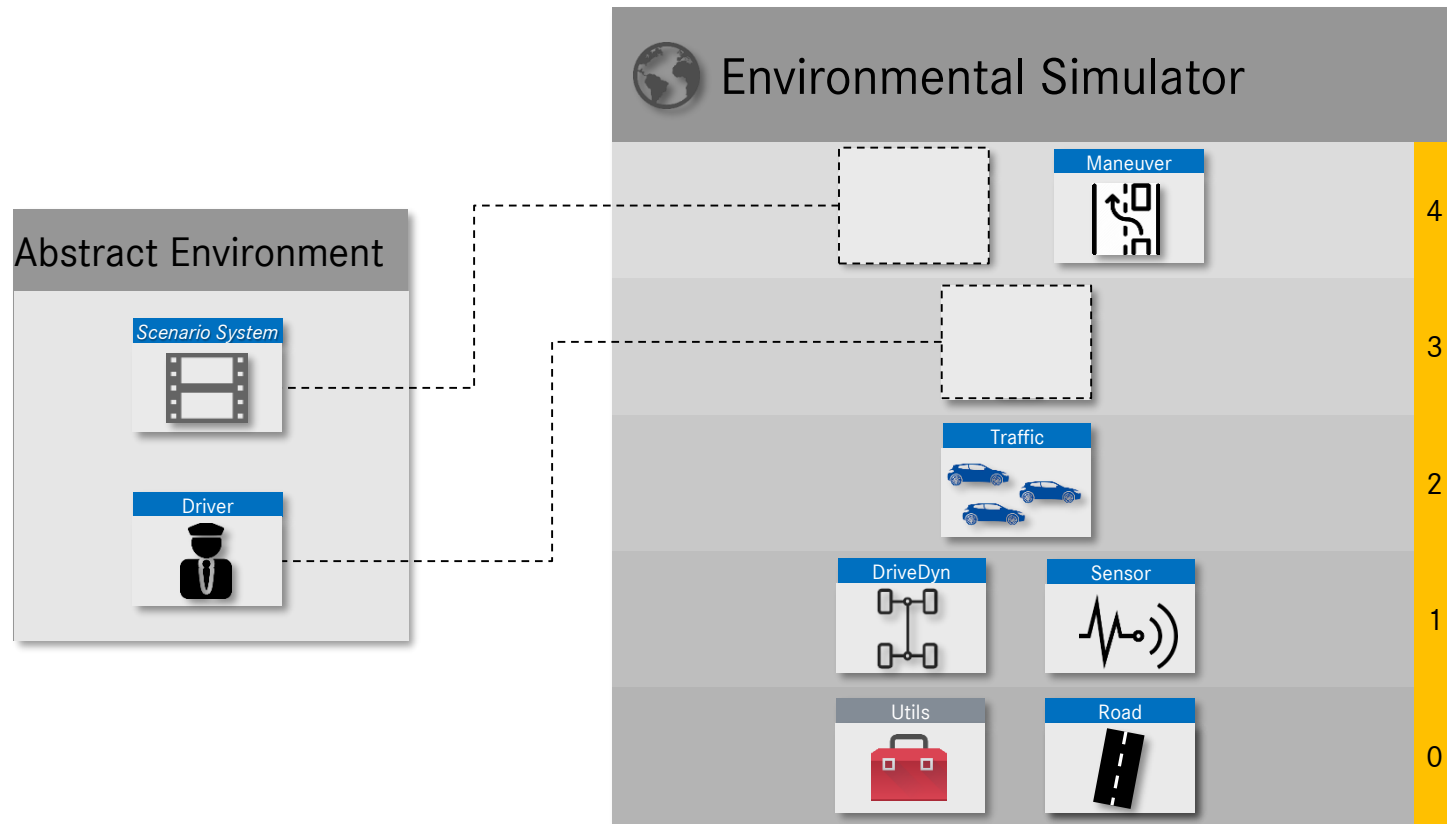 Environmental Simulator
Maneuver
4
Abstract Environment
Scenario System
3
Traffic
2
Driver
DriveDyn
Sensor
1
Utils
Road
0